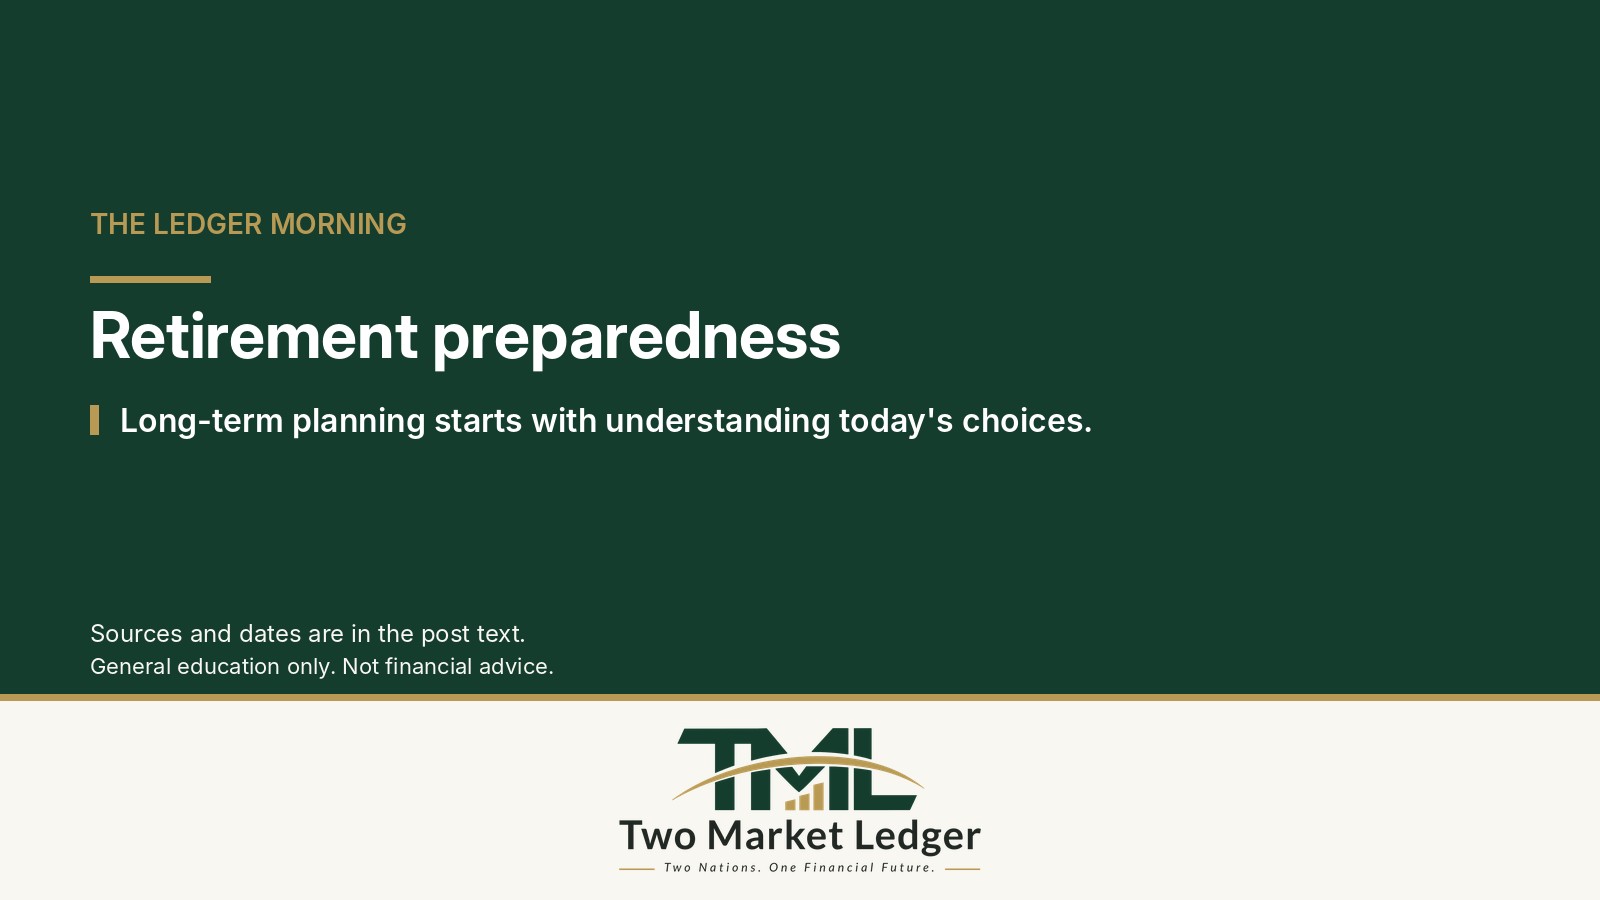 THE LEDGER MORNING
Retirement preparedness
Long-term planning starts with understanding today's choices.
Sources and dates are in the post text.
General education only. Not financial advice.
TML
Two Market Ledger
Two Nations. One Financial Future.